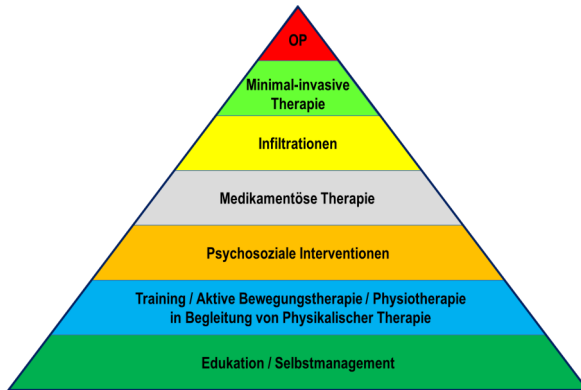 OP
Minimal-invasive
Therapie
Infiltrationen
Medikamentöse Therapie
Psychosoziale Interventionen
Training / Aktive Bewegungstherapie / Physiotherapie
in Begleitung von Physikalischer Therapie
Edukation / Selbstmanagement